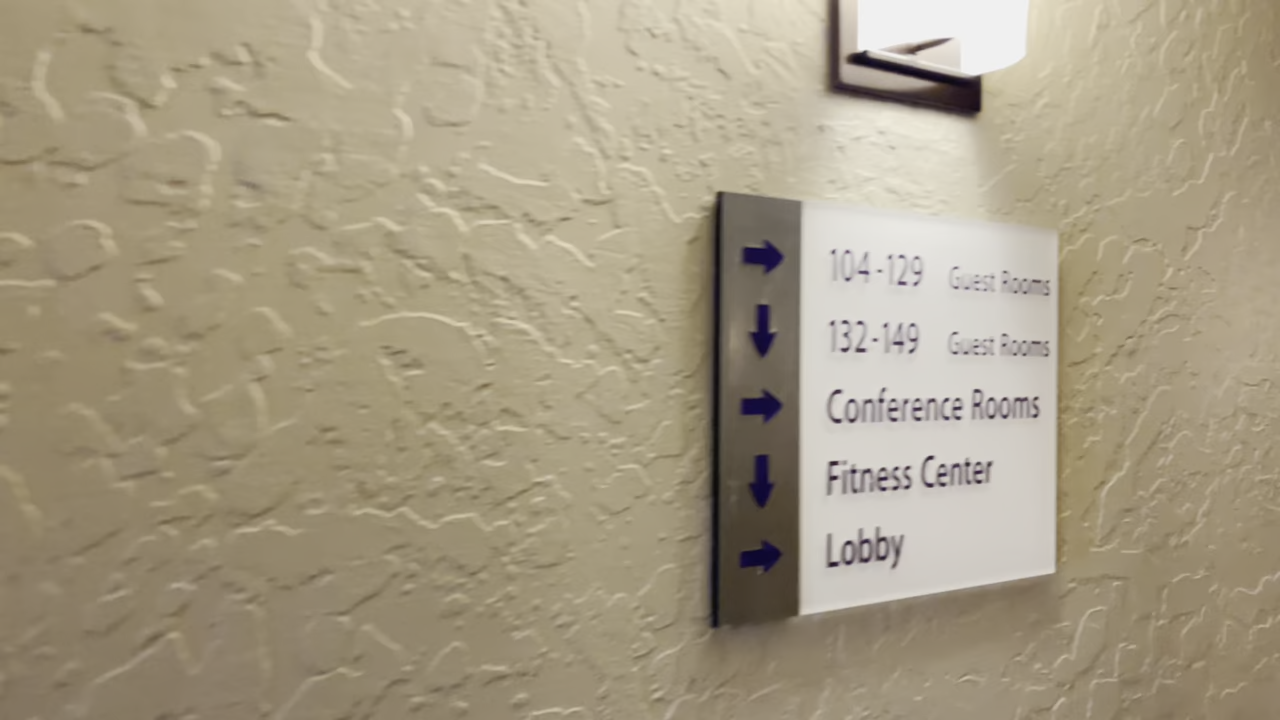 104-129 Guest Rooms
132-149 Guest Rooms
Conference Rooms
Fitness Center
Lobby